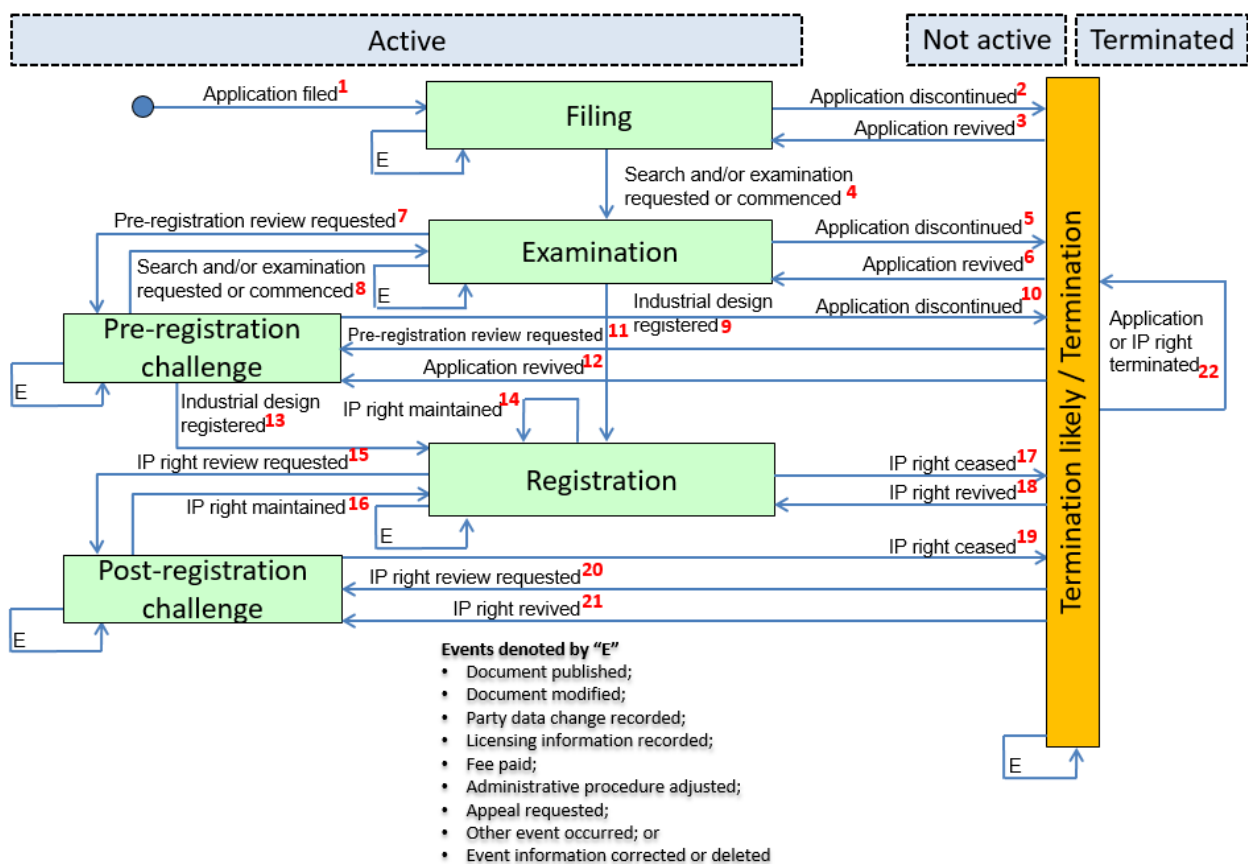 Active
Not active
Terminated
Application filed1
Filing
Application discontinued2
Application revived3
E
Search and/or examination
requested or commenced4
Pre-registration review requested7
Examination
Application discontinued5
Application revived6
Search and/or examination
requested or commenced8
E
Industrial design
registered9
Application discontinued10
Pre-registration
challenge
Pre-registration review requested11
Application revived12
Application
or IP right
terminated22
E
Industrial design
registered13
IP right maintained14
IP right review requested15
Registration
IP right ceased17
IP right revived18
IP right maintained16
E
IP right ceased19
Post-registration
challenge
IP right review requested20
IP right revived21
E
Termination likely / Termination
E
Events denoted by “E”
• Document published;
• Document modified;
• Party data change recorded;
• Licensing information recorded;
• Fee paid;
• Administrative procedure adjusted;
• Appeal requested;
• Other event occurred; or
• Event information corrected or deleted